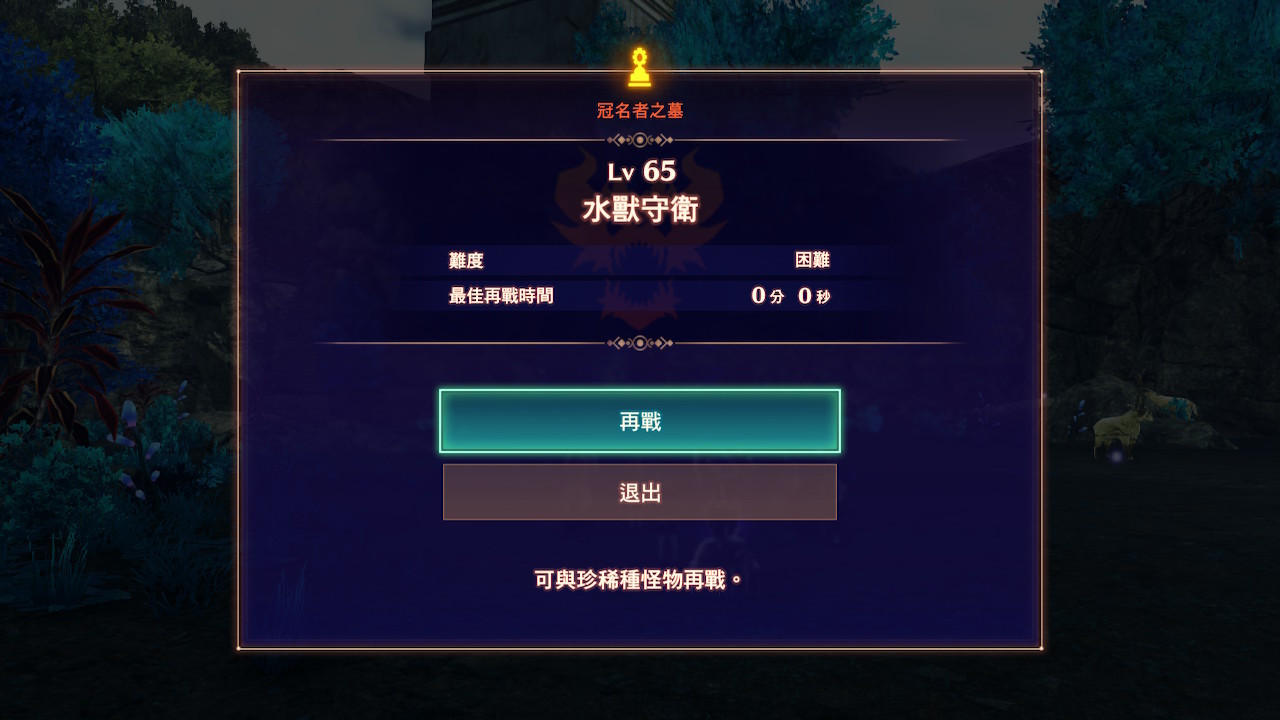 冠名者之墓
Lv 65
水獸守衛
難度 困難
最佳再戰時間 0分 0秒
再戰
退出
可與珍稀種怪物再戰。